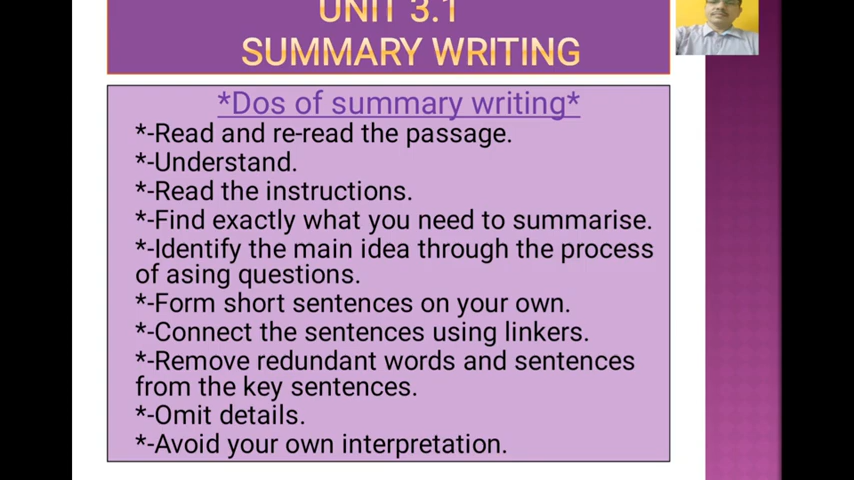 UNIT 3.1
SUMMARY WRITING
*Dos of summary writing*
*-Read and re-read the passage.
*-Understand.
*-Read the instructions.
*-Find exactly what you need to summarise.
*-Identify the main idea through the process
of asing questions.
*-Form short sentences on your own.
*-Connect the sentences using linkers.
*-Remove redundant words and sentences
from the key sentences.
*-Omit details.
*-Avoid your own interpretation.